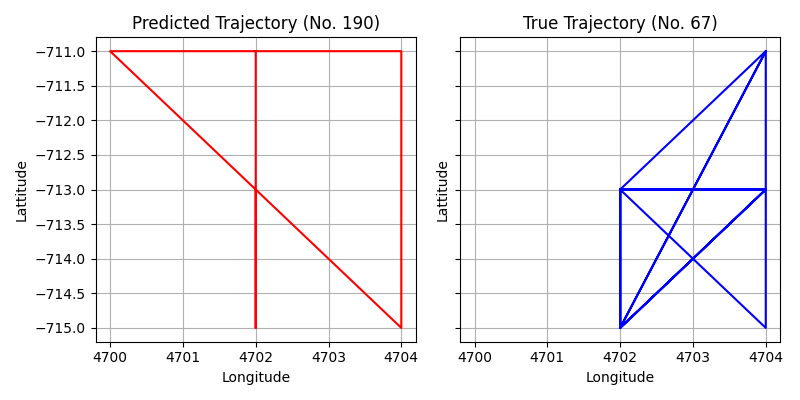 Predicted Trajectory (No. 190)
−711.0
−711.5
−712.0
−712.5
−713.0
−713.5
−714.0
−714.5
−715.0
Lattitude
4700 4701 4702 4703 4704
Longitude
True Trajectory (No. 67)
Lattitude
4700 4701 4702 4703 4704
Longitude